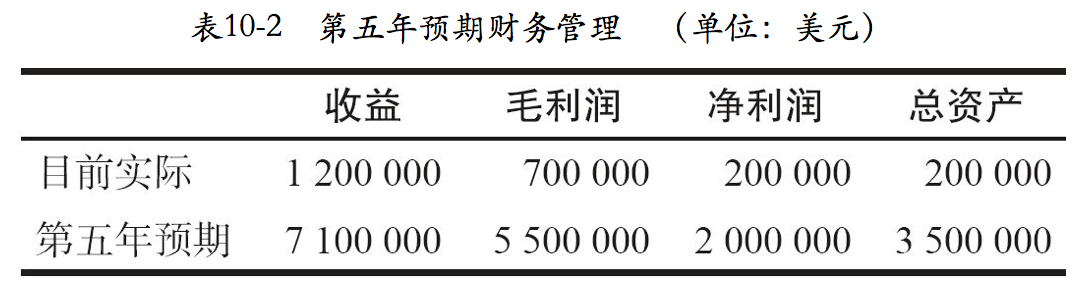 表10-2 第五年预期财务管理 （单位：美元）
收益 毛利润 净利润 总资产
目前实际 1 200 000 700 000 200 000 200 000
第五年预期 7 100 000 5 500 000 2 000 000 3 500 000